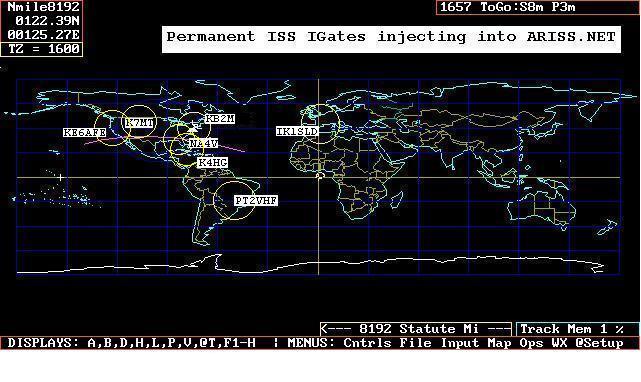 Nmile8192
0122.39N
00125.27E
TZ = 1600
1657 ToGo:S8m P3m
Permanent ISS IGates injecting into ARISS.NET
KE6AFE
K7MT
KB2M
NA4V
K4HG
IK1SLD
PT2VHF
<--- 8192 Statute Mi --->
Track Mem 1 %
DISPLAYS: A,B,D,H,L,P,V,@T,F1-H ¦ MENUS: Cntrls File Input Map Ops WX @Setup